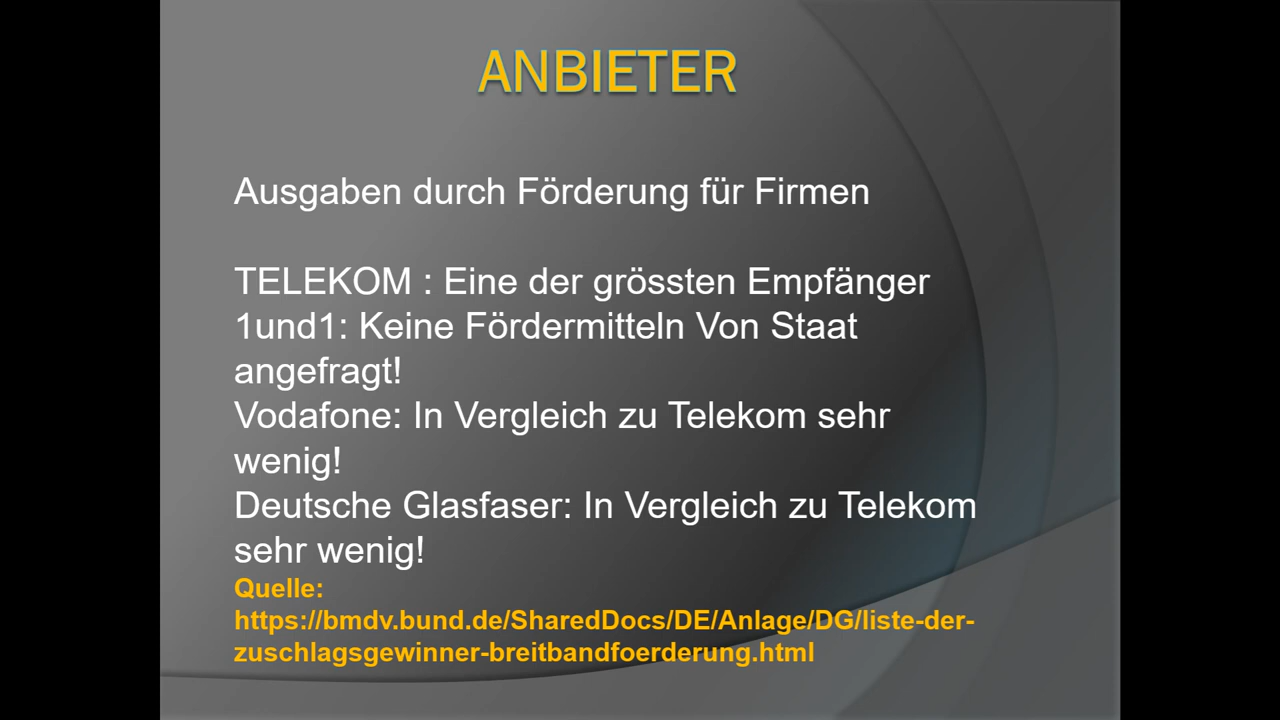 ANBIETER
Ausgaben durch Förderung für Firmen
TELEKOM : Eine der grössten Empfänger
1und1: Keine Fördermitteln Von Staat
angefragt!
Vodafone: In Vergleich zu Telekom sehr
wenig!
Deutsche Glasfaser: In Vergleich zu Telekom
sehr wenig!
Quelle:
https://bmdv.bund.de/SharedDocs/DE/Anlage/DG/liste-der-
zuschlagsgewinner-breitbandfoerderung.html